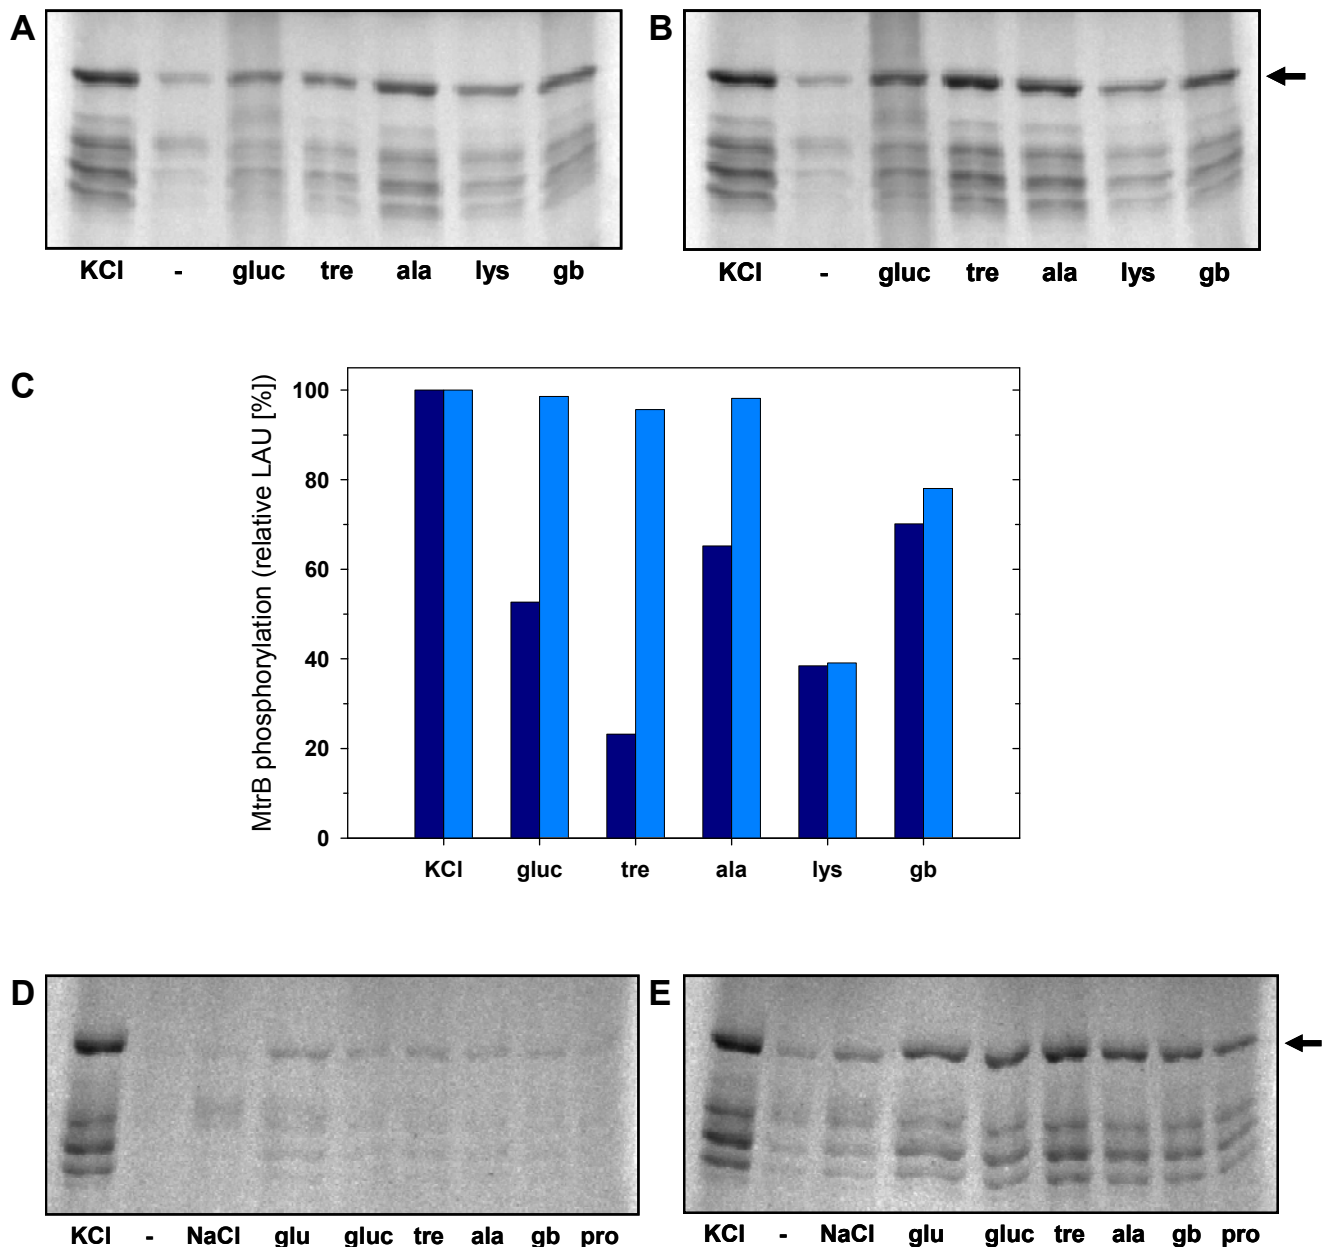 A
B
KCl - gluc tre ala lys gb
KCl - gluc tre ala lys gb
C
MtrB phosphorylation (relative LAU [%])
100
80
60
40
20
0
KCl gluc tre ala lys gb
D
E
KCl - NaCl glu gluc tre ala gb pro
KCl - NaCl glu gluc tre ala gb pro